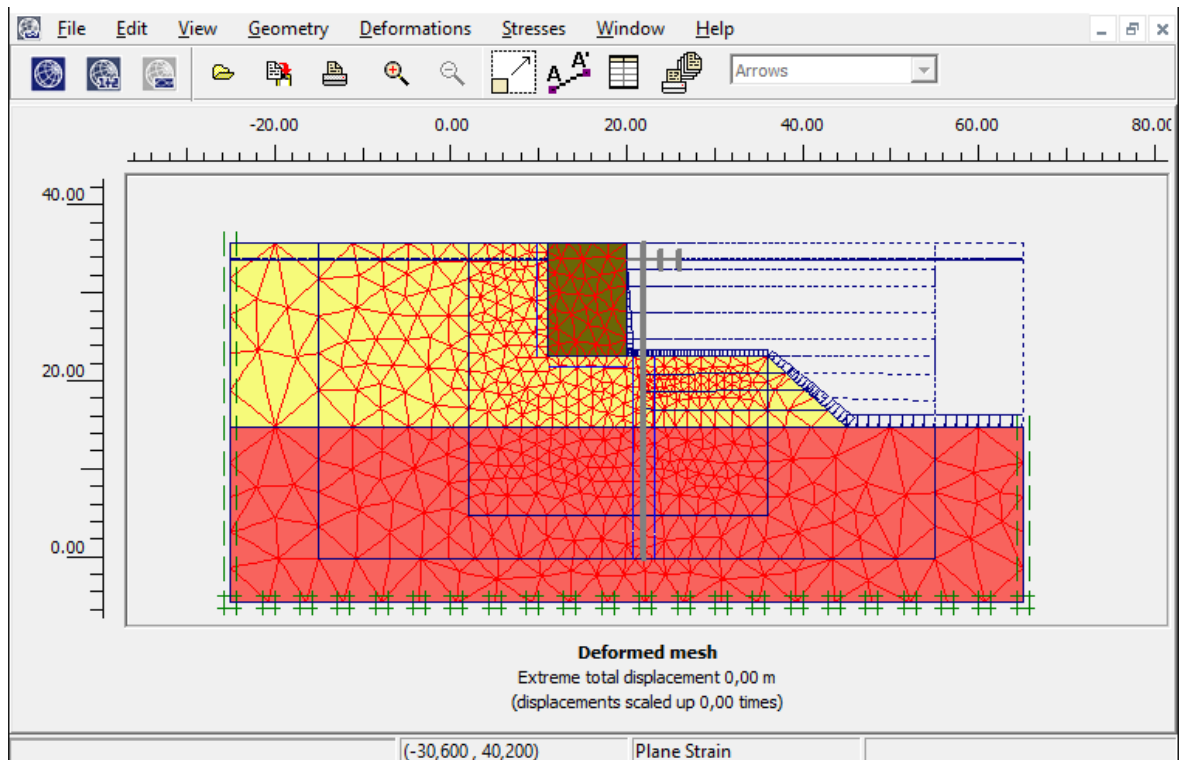 File Edit View Geometry Deformations Stresses Window Help
1+2 A A' Arrows
-20.00 0.00 20.00 40.00 60.00 80.00
40.00
20.00
0.00
Deformed mesh
Extreme total displacement 0,00 m
(displacements scaled up 0,00 times)
(-30,600 , 40,200) Plane Strain